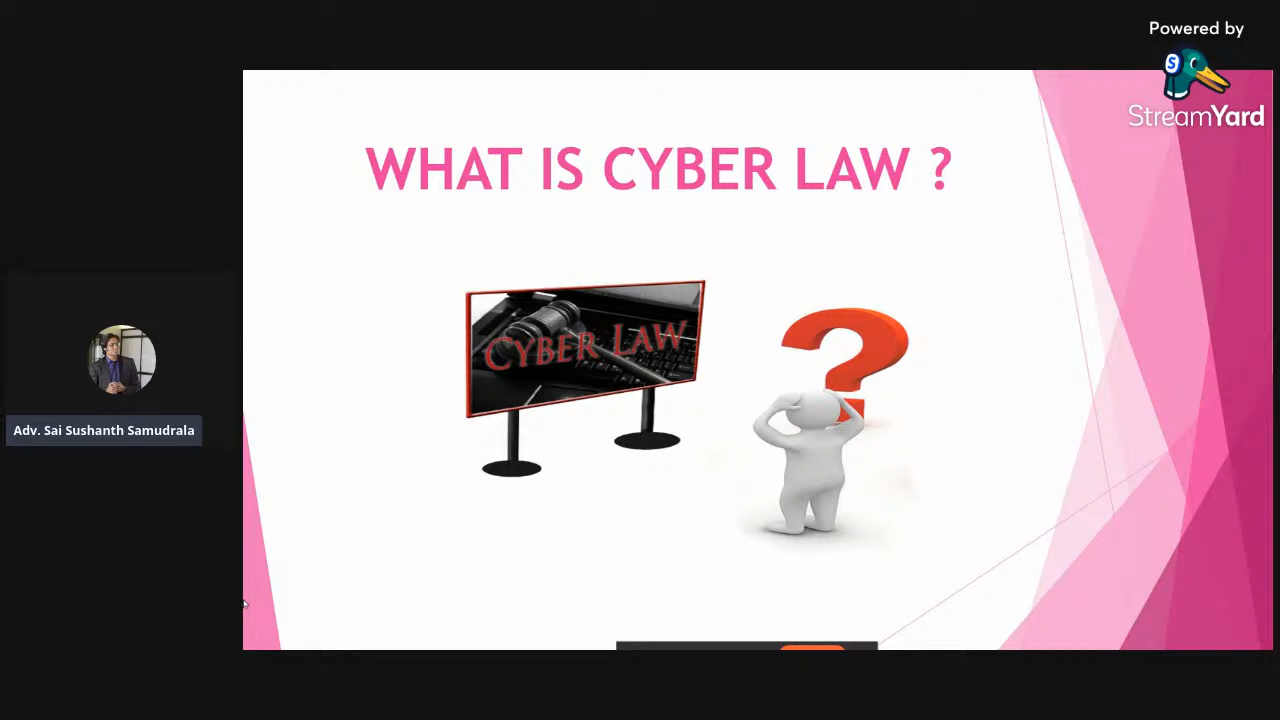 Powered by
S
StreamYard
WHAT IS CYBER LAW ?
CYBER LAW
?
Adv. Sai Sushanth Samudrala